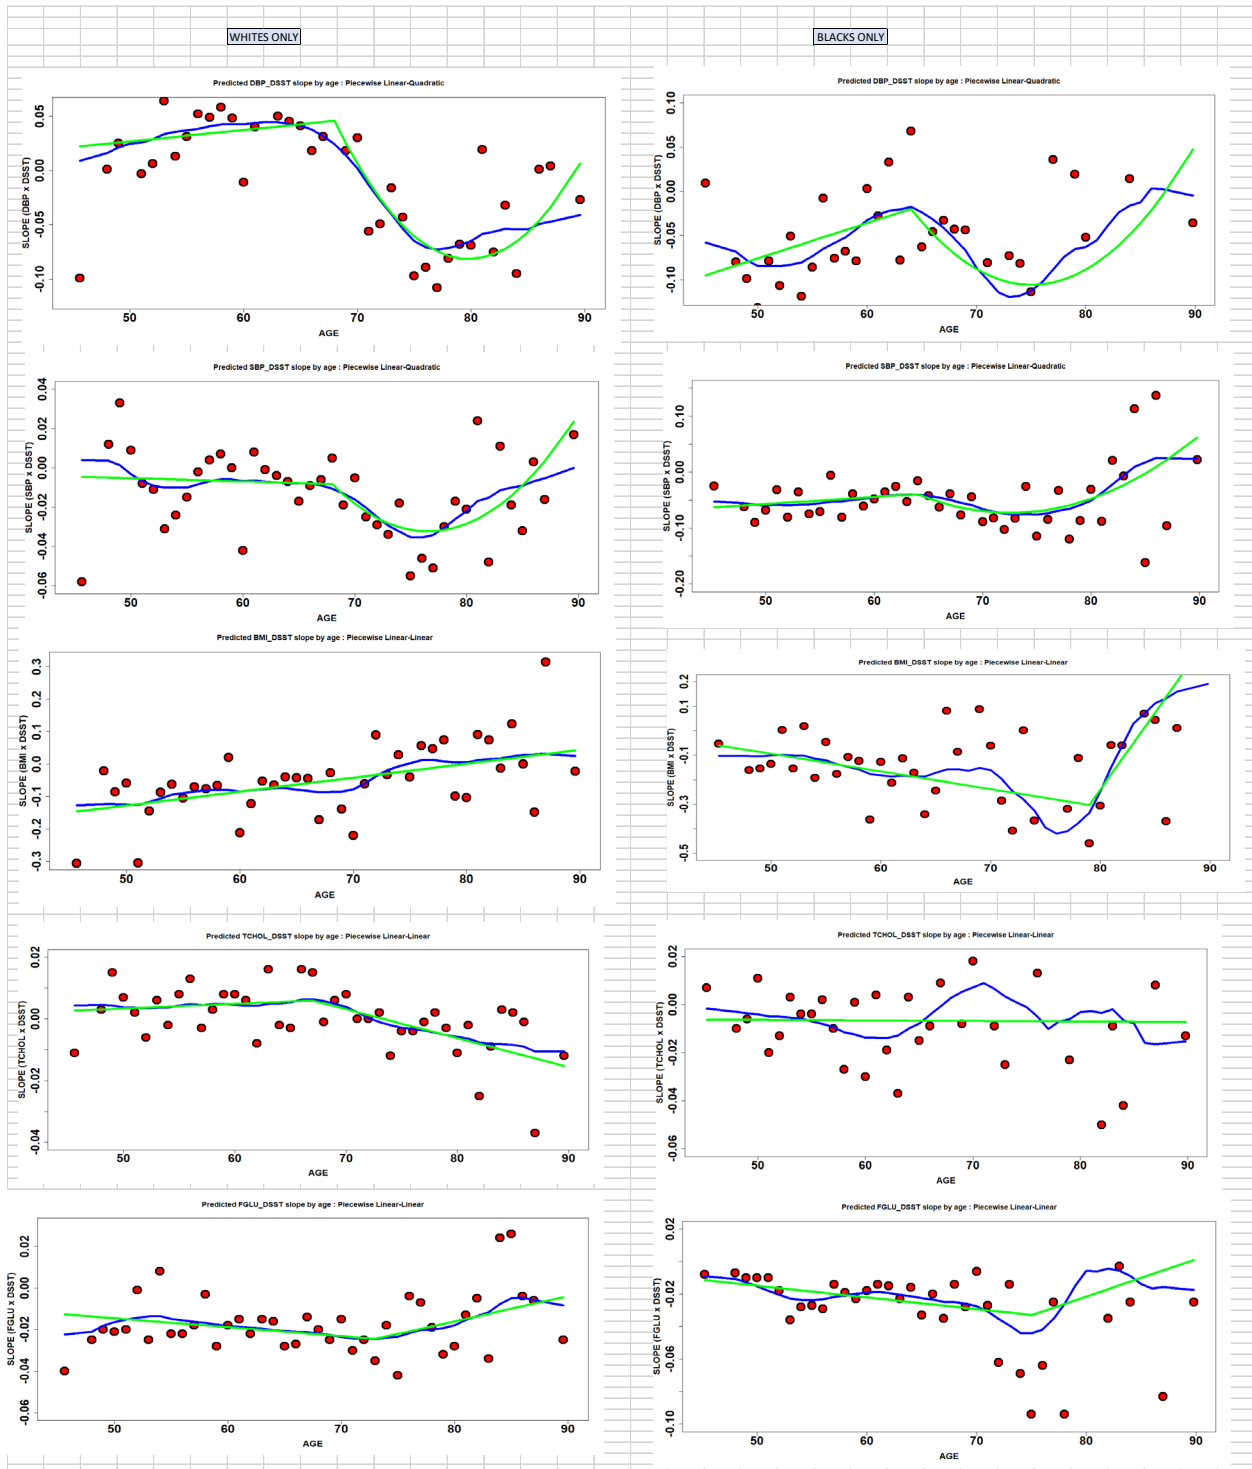 WHITES ONLY
BLACKS ONLY
Predicted DBP_DSST slope by age : Piecewise Linear-Quadratic
SLOPE (DBP x DSST)
0.05
0.00
-0.05
-0.10
50 60 70 80 90
AGE
Predicted DBP_DSST slope by age : Piecewise Linear-Quadratic
SLOPE (DBP x DSST)
0.10
0.05
0.00
-0.05
-0.10
50 60 70 80 90
AGE
Predicted SBP_DSST slope by age : Piecewise Linear-Quadratic
SLOPE (SBP x DSST)
0.04
0.02
0.00
-0.02
-0.04
-0.06
50 60 70 80 90
AGE
Predicted SBP_DSST slope by age : Piecewise Linear-Quadratic
SLOPE (SBP x DSST)
0.10
0.00
-0.10
-0.20
50 60 70 80 90
AGE
Predicted BMI_DSST slope by age : Piecewise Linear-Linear
SLOPE (BMI x DSST)
0.3
0.1
0.0
-0.1
-0.2
-0.3
50 60 70 80 90
AGE
Predicted BMI_DSST slope by age : Piecewise Linear-Linear
SLOPE (BMI x DSST)
0.2
0.1
-0.1
-0.3
-0.5
50 60 70 80 90
AGE
Predicted TCHOL_DSST slope by age : Piecewise Linear-Linear
SLOPE (TCHOL x DSST)
0.02
0.00
-0.02
-0.04
50 60 70 80 90
AGE
Predicted TCHOL_DSST slope by age : Piecewise Linear-Linear
SLOPE (TCHOL x DSST)
0.02
0.00
-0.02
-0.04
-0.06
50 60 70 80 90
AGE
Predicted FGLU_DSST slope by age : Piecewise Linear-Linear
SLOPE (FGLU x DSST)
0.02
0.00
-0.02
-0.04
-0.06
50 60 70 80 90
AGE
Predicted FGLU_DSST slope by age : Piecewise Linear-Linear
SLOPE (FGLU x DSST)
0.02
-0.02
-0.06
-0.10
50 60 70 80 90
AGE